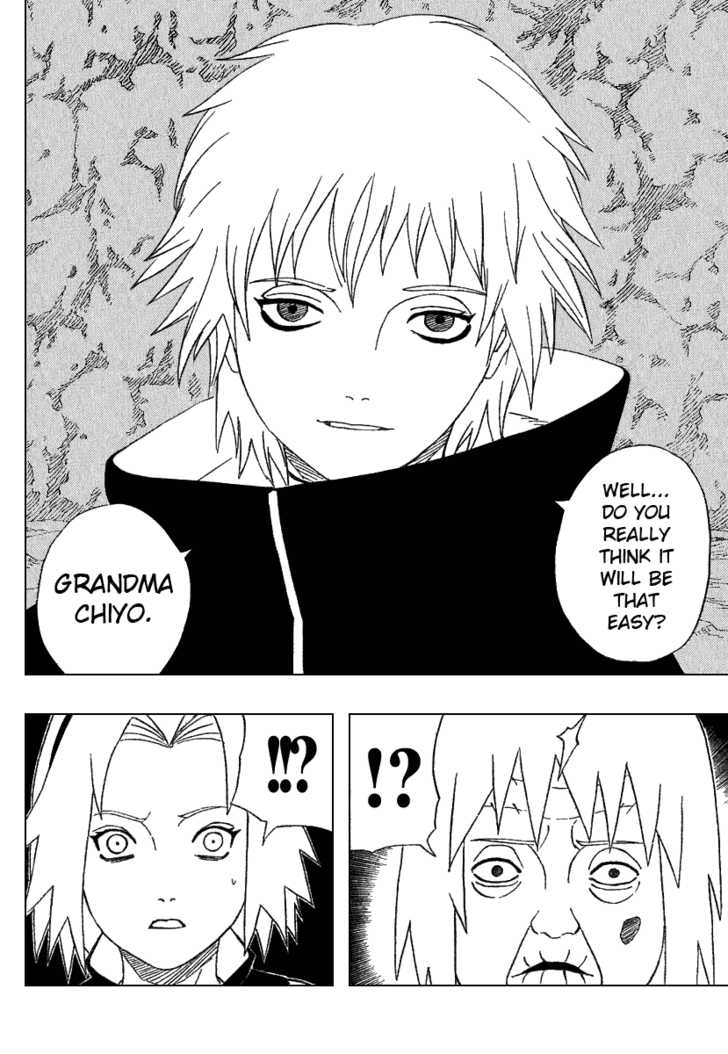 WELL...
DO YOU
REALLY
THINK IT
WILL BE
THAT
EASY?
GRANDMA
CHIYO.
!?
!!!?